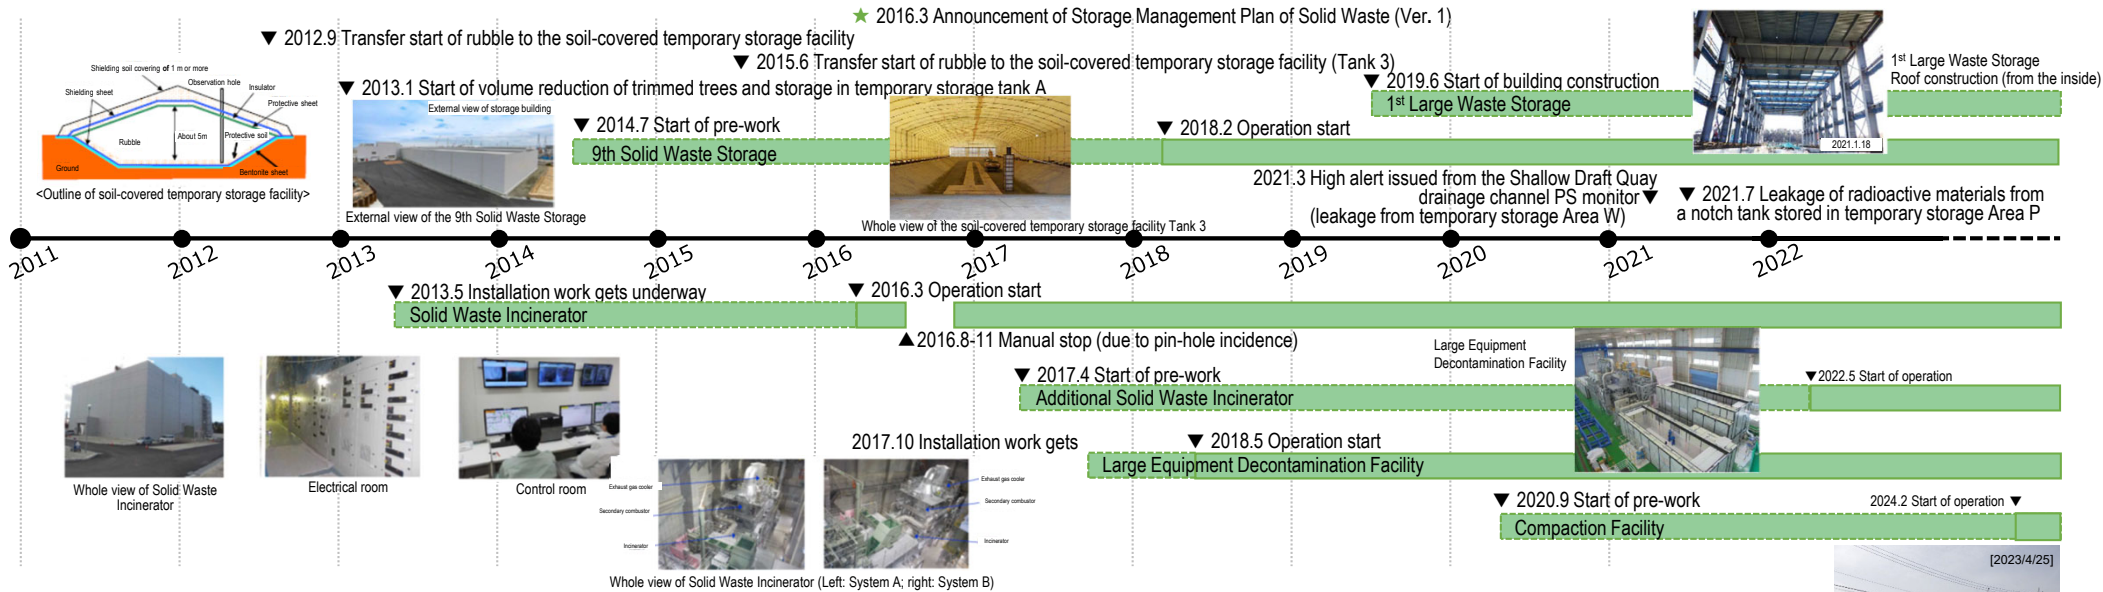 ★ 2016.3 Announcement of Storage Management Plan of Solid Waste (Ver. 1)
▼ 2012.9 Transfer start of rubble to the soil-covered temporary storage facility
▼ 2015.6 Transfer start of rubble to the soil-covered temporary storage facility (Tank 3)
▼ 2013.1 Start of volume reduction of trimmed trees and storage in temporary storage tank A
Shielding soil covering of 1 m or more
Observation hole
Shielding sheet
Insulator
Protective sheet
About 5m
Protective soil
Rubble
Ground
Bentonite sheet
<Outline of soil-covered temporary storage facility>
External view of storage building
External view of the 9th Solid Waste Storage
▼ 2014.7 Start of pre-work
9th Solid Waste Storage
▼ 2018.2 Operation start
Whole view of the soil-covered temporary storage facility Tank 3
▼ 2019.6 Start of building construction
1st Large Waste Storage
2021.1.18
1st Large Waste Storage
Roof construction (from the inside)
2021.3 High alert issued from the Shallow Draft Quay
drainage channel PS monitor ▼
(leakage from temporary storage Area W)
▼ 2021.7 Leakage of radioactive materials from
a notch tank stored in temporary storage Area P
2011
2012
2013
2014
2015
2016
2017
2018
2019
2020
2021
2022
▼ 2013.5 Installation work gets underway
Solid Waste Incinerator
▼ 2016.3 Operation start
▲ 2016.8-11 Manual stop (due to pin-hole incidence)
▼ 2017.4 Start of pre-work
Additional Solid Waste Incinerator
Large Equipment
Decontamination Facility
▼ 2022.5 Start of operation
2017.10 Installation work gets
▼ 2018.5 Operation start
Large Equipment Decontamination Facility
▼ 2020.9 Start of pre-work
Compaction Facility
2024.2 Start of operation ▼
[2023/4/25]
Whole view of Solid Waste
Incinerator
Electrical room
Control room
Exhaust gas cooler
Secondary combustor
Incinerator
Exhaust gas cooler
Secondary combustor
Incinerator
Whole view of Solid Waste Incinerator (Left: System A; right: System B)